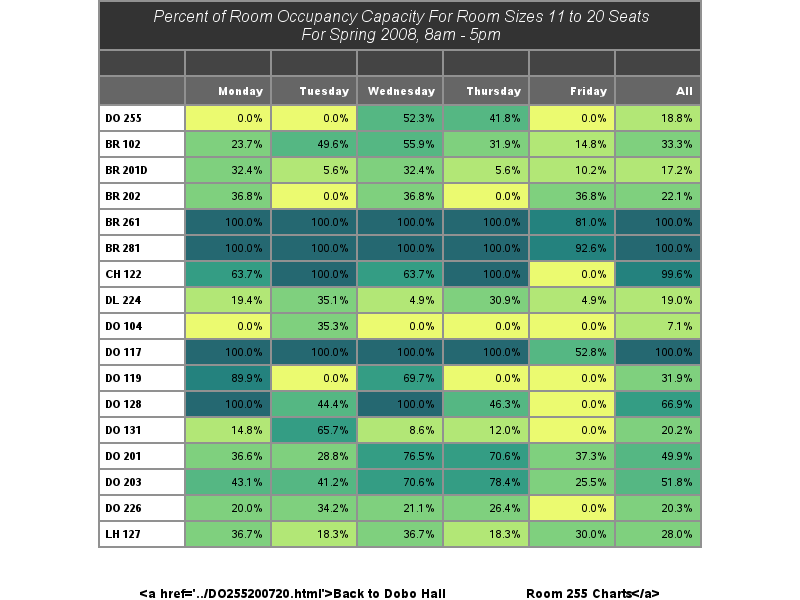 Percent of Room Occupancy Capacity For Room Sizes 11 to 20 Seats
For Spring 2008, 8am - 5pm
Monday Tuesday Wednesday Thursday Friday All
DO 255 0.0% 0.0% 52.3% 41.8% 0.0% 18.8%
BR 102 23.7% 49.6% 55.9% 31.9% 14.8% 33.3%
BR 201D 32.4% 5.6% 32.4% 5.6% 10.2% 17.2%
BR 202 36.8% 0.0% 36.8% 0.0% 36.8% 22.1%
BR 261 100.0% 100.0% 100.0% 100.0% 81.0% 100.0%
BR 281 100.0% 100.0% 100.0% 100.0% 92.6% 100.0%
CH 122 63.7% 100.0% 63.7% 100.0% 0.0% 99.6%
DL 224 19.4% 35.1% 4.9% 30.9% 4.9% 19.0%
DO 104 0.0% 35.3% 0.0% 0.0% 0.0% 7.1%
DO 117 100.0% 100.0% 100.0% 100.0% 52.8% 100.0%
DO 119 89.9% 0.0% 69.7% 0.0% 0.0% 31.9%
DO 128 100.0% 44.4% 100.0% 46.3% 0.0% 66.9%
DO 131 14.8% 65.7% 8.6% 12.0% 0.0% 20.2%
DO 201 36.6% 28.8% 76.5% 70.6% 37.3% 49.9%
DO 203 43.1% 41.2% 70.6% 78.4% 25.5% 51.8%
DO 226 20.0% 34.2% 21.1% 26.4% 0.0% 20.3%
LH 127 36.7% 18.3% 36.7% 18.3% 30.0% 28.0%
<a href='../DO255200720.html'>Back to Dobo Hall Room 255 Charts</a>